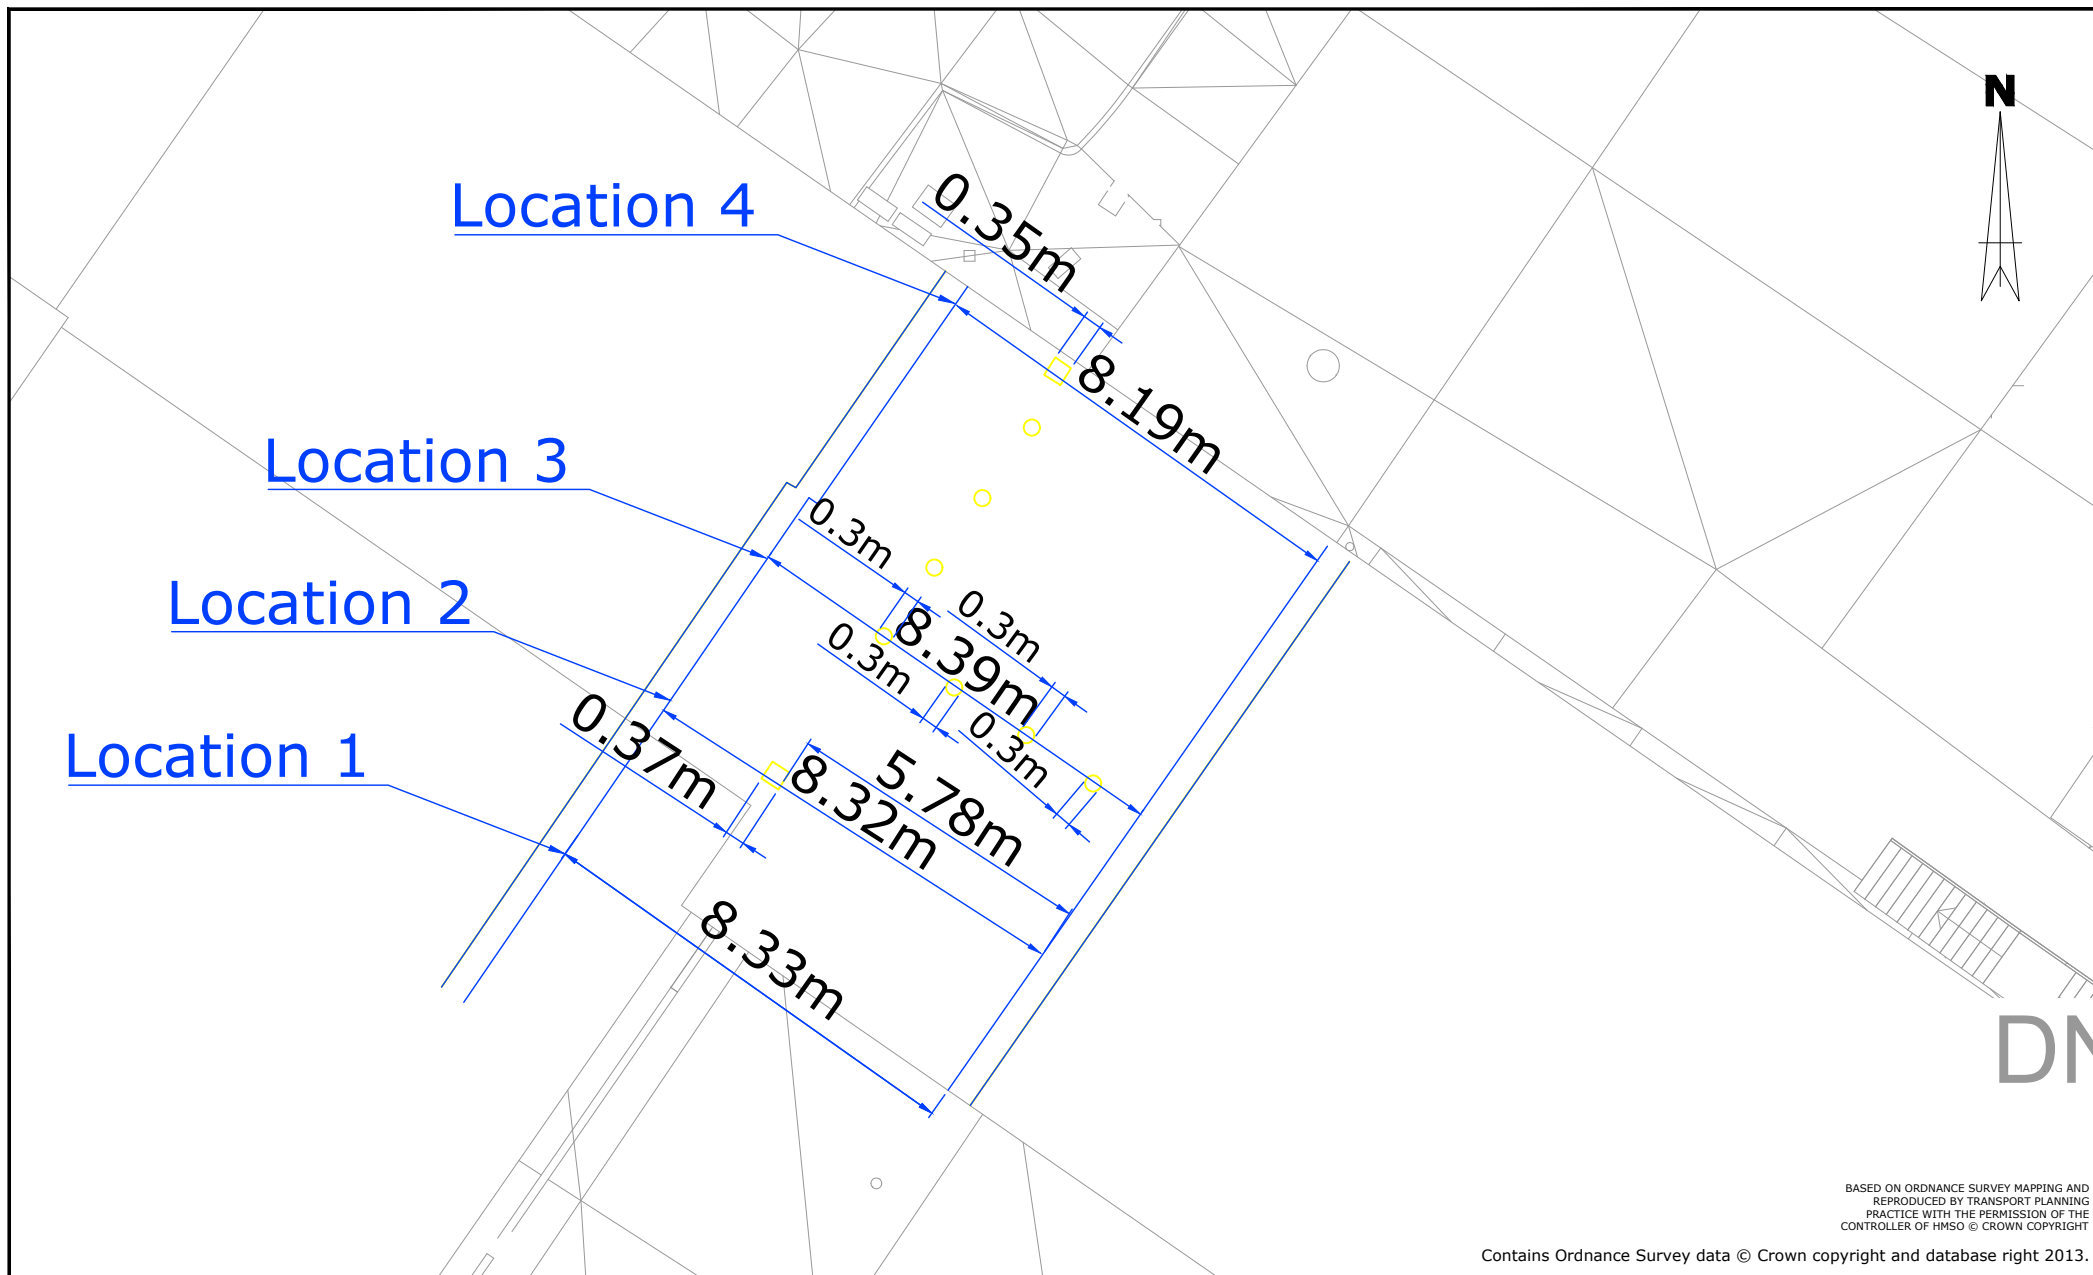 N
Location 4
0.35m
8.19m
Location 3
0.3m
0.3m
8.39m
Location 2
0.3m
0.3m
0.37m
5.78m
8.32m
Location 1
8.33m
DN
BASED ON ORDNANCE SURVEY MAPPING AND
REPRODUCED BY TRANSPORT PLANNING
PRACTICE WITH THE PERMISSION OF THE
CONTROLLER OF HMSO © CROWN COPYRIGHT
Contains Ordnance Survey data © Crown copyright and database right 2013.